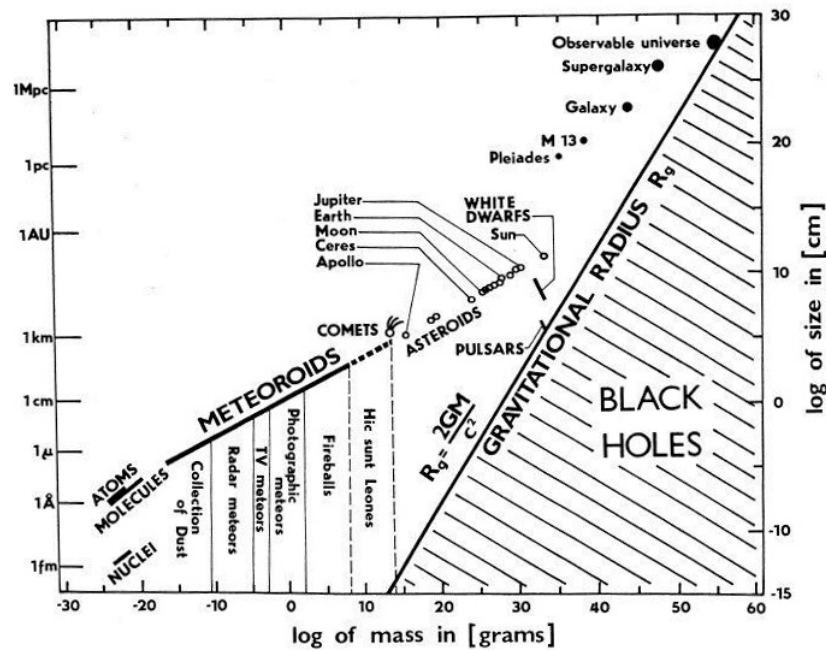 30
Observable universe
Supergalaxy
1Mpc
Galaxy
20
M 13
1pc
Pleiades
Jupiter
Earth
Moon
Ceres
Apollo
WHITE
DWARFS
Sun
1AU
10
COMETS
ASTEROIDS
1km
PULSARS
METEOROIDS
GRAVITATIONAL RADIUS Rg
1cm
0
BLACK
HOLES
Rg = 2GM
c²
1μ
ATOMS
MOLECULES
1Å
NUCLEI
1fm
Collection
of Dust
Radar meteors
TV meteors
Photographic
meteors
Fireballs
Hic sunt Leones
-10
-15
log of size in [cm]
-30 -20 -10 0 10 20 30 40 50 60
log of mass in [grams]